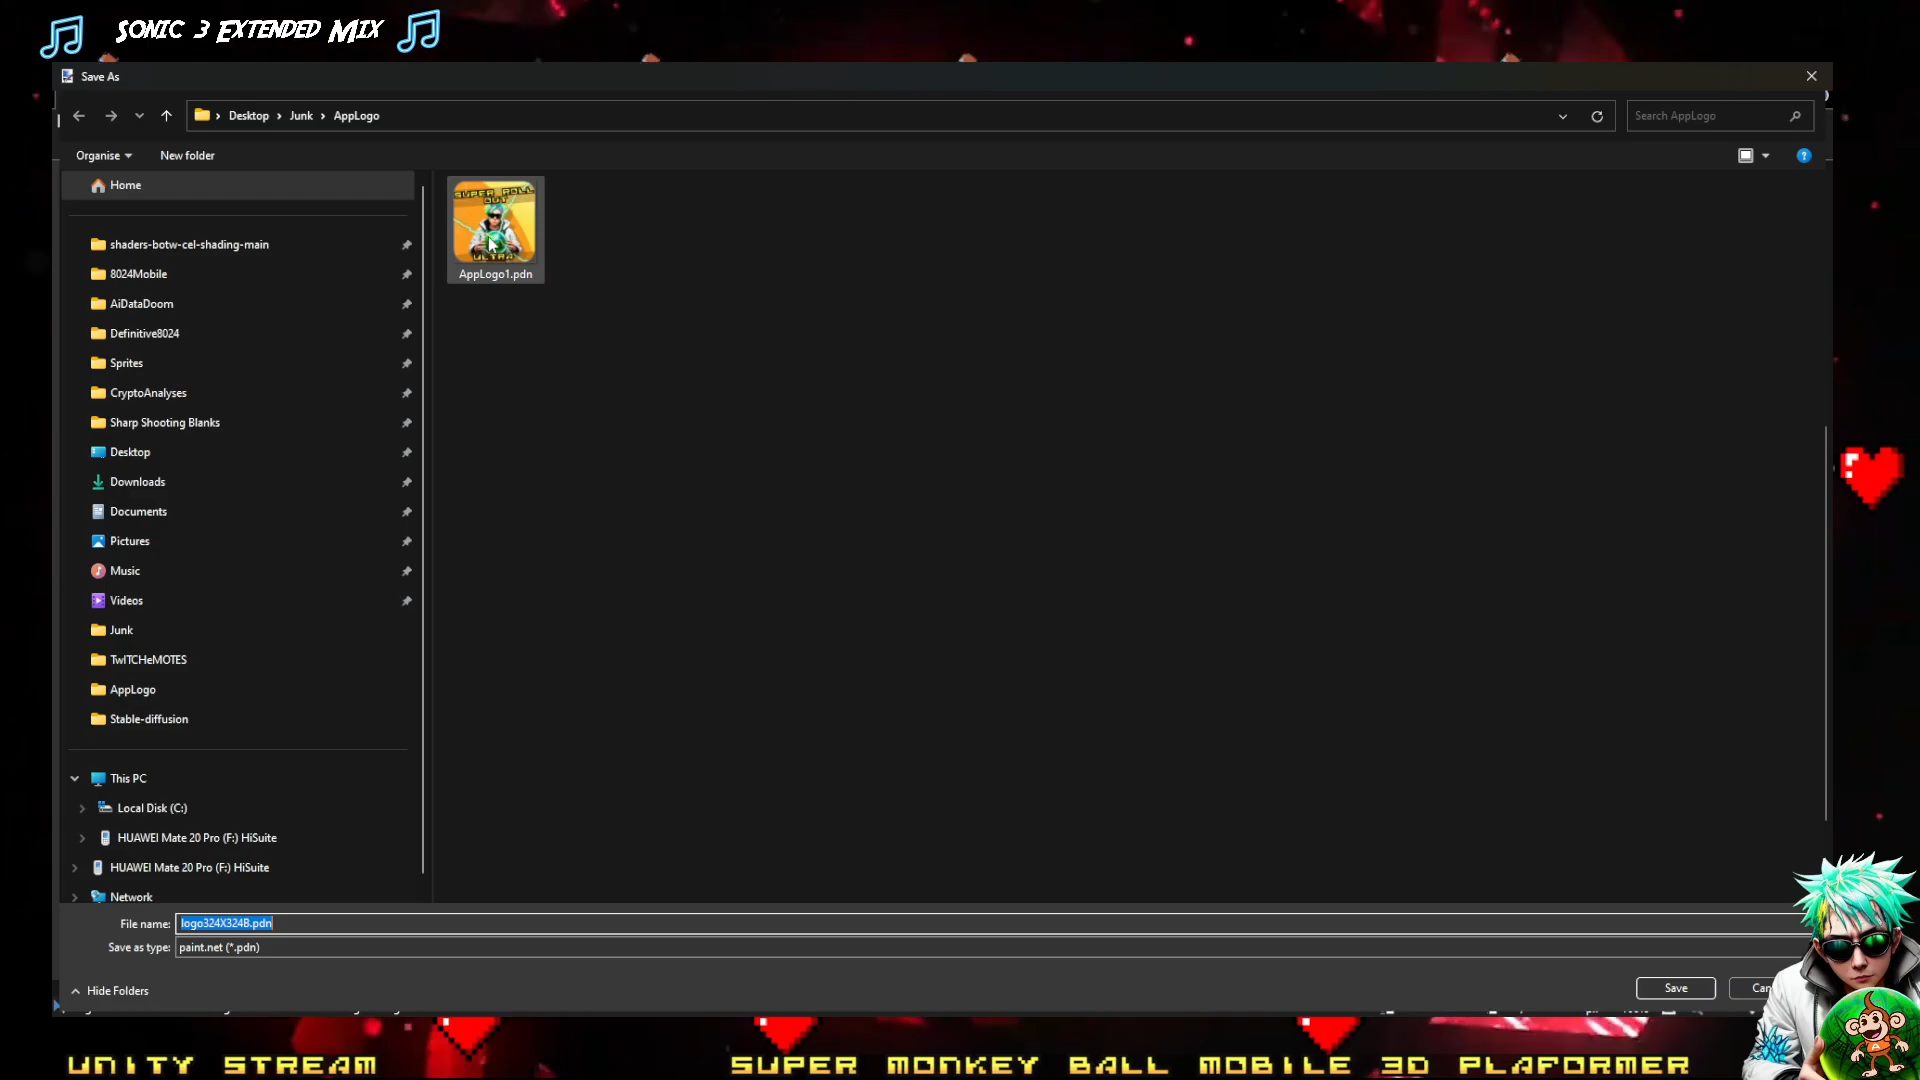 Sonic 3 Extended Mix
Save As
Desktop > Junk > AppLogo
Search AppLogo
Organise
New folder
Home
shaders-botw-cel-shading-main
8024Mobile
AiDataDoom
Definitive8024
Sprites
CryptoAnalyses
Sharp Shooting Blanks
Desktop
Downloads
Documents
Pictures
Music
Videos
Junk
TwITCHeMOTES
AppLogo
Stable-diffusion
This PC
Local Disk (C:)
HUAWEI Mate 20 Pro (F:) HiSuite
HUAWEI Mate 20 Pro (F:) HiSuite
Network
SUPER ROLL
OUT
ULTRA
AppLogo1.pdn
File name: logo324X324B.pdn
Save as type: paint.net (*.pdn)
Hide Folders
Save
UNITY STREAM
SUPER MONKEY BALL MOBILE 3D PLAFORMER